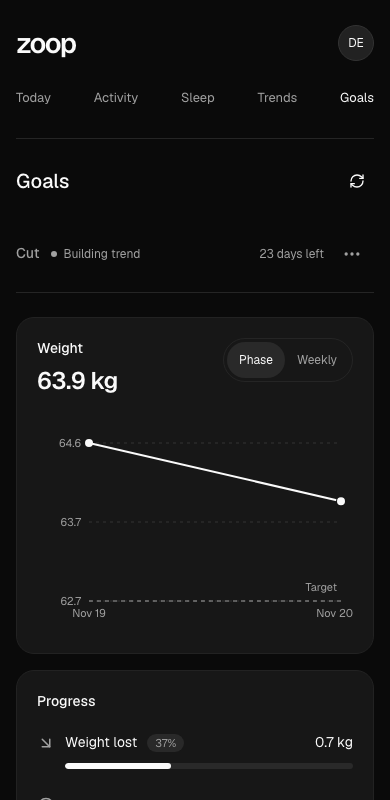 zoop
DE
Today Activity Sleep Trends Goals
Goals
Cut Building trend 23 days left
Weight
63.9 kg
Phase Weekly
64.6
63.7
Target
62.7
Nov 19 Nov 20
Progress
Weight lost 37% 0.7 kg